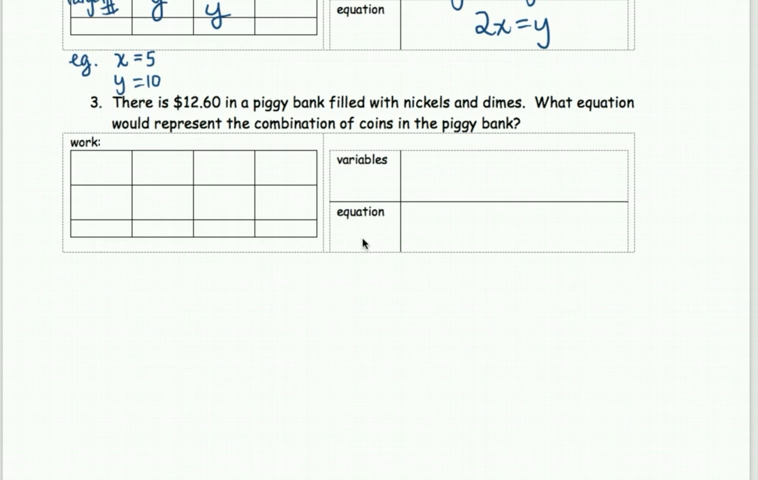 y y
equation
2x=y
eg. x=5
y=10
3. There is $12.60 in a piggy bank filled with nickels and dimes. What equation
would represent the combination of coins in the piggy bank?
work:
variables
equation